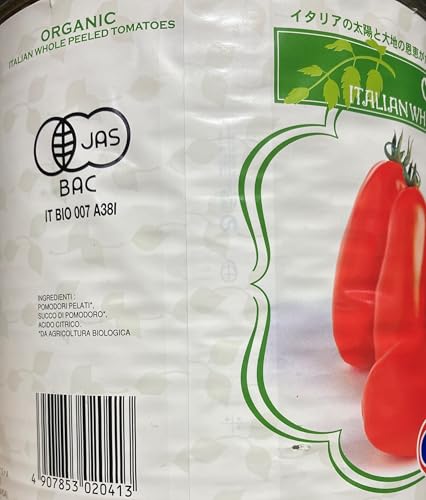 ORGANIC
ITALIAN WHOLE PEELED TOMATOES
JAS
BAC
IT BIO 007 A38I
INGREDIENTI :
POMODORI PELATI*,
SUCCO DI POMODORO*,
ACIDO CITRICO.
*DA AGRICOLTURA BIOLOGICA
4 907853 020413
イタリアの太陽と大地の恩恵が
ITALIAN WH